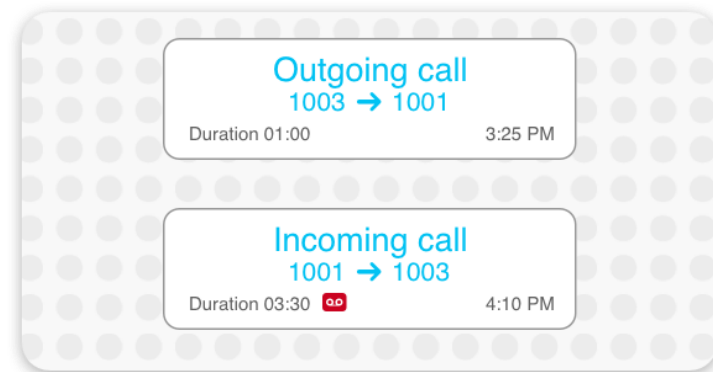 Outgoing call
1003 → 1001
Duration 01:00 3:25 PM
Incoming call
1001 → 1003
Duration 03:30 4:10 PM